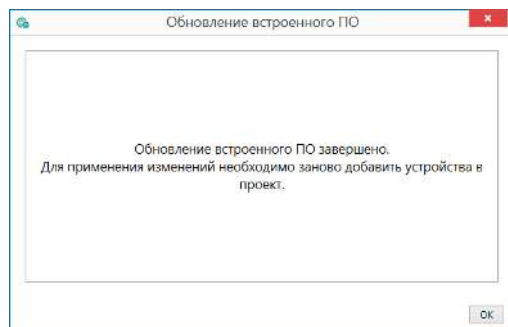 Обновление встроенного ПО
Обновление встроенного ПО завершено.
Для применения изменений необходимо заново добавить устройства в
проект.
ОК